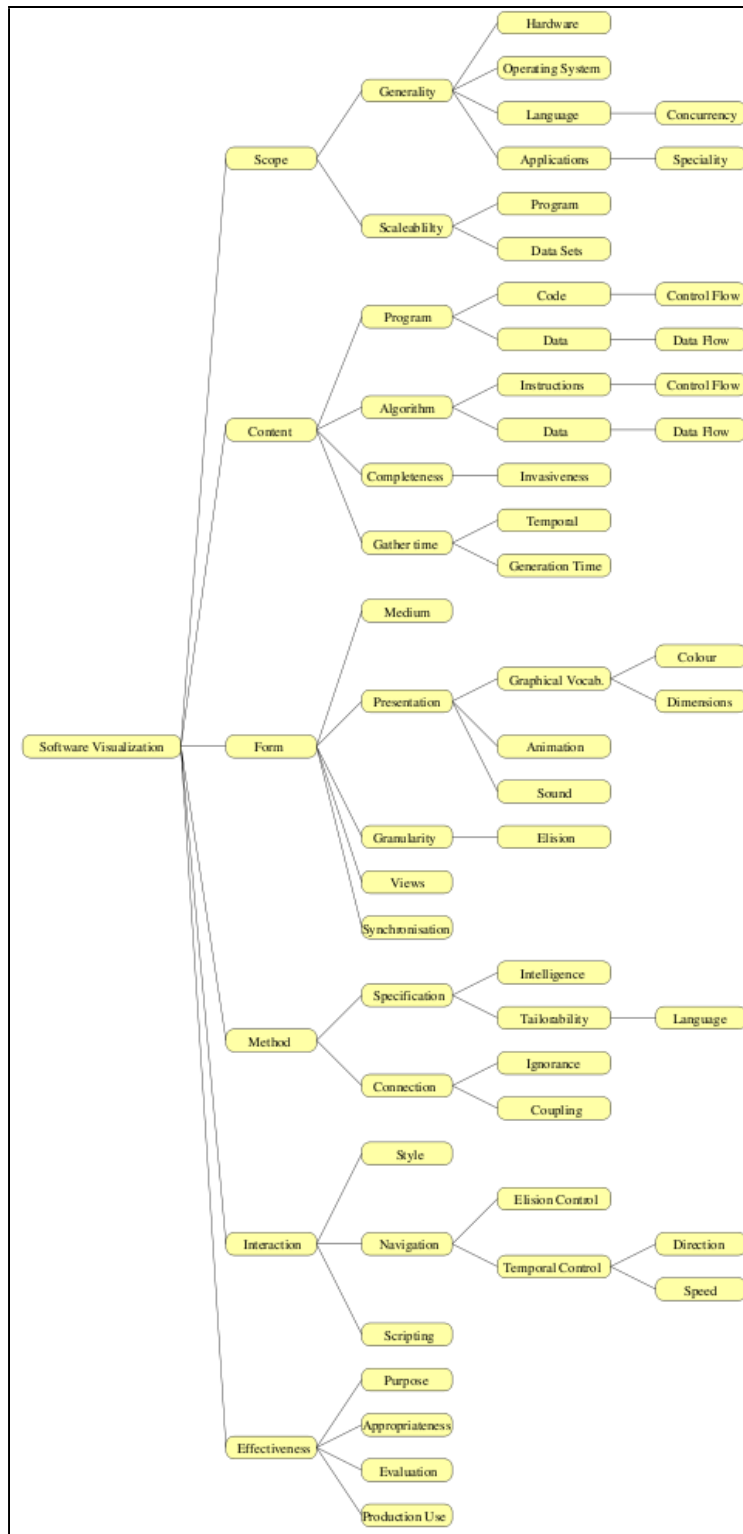 Hardware
Operating System
Generality
Language
Concurrency
Applications
Speciality
Scope
Program
Scaleablilty
Data Sets
Code
Control Flow
Program
Data
Data Flow
Instructions
Control Flow
Algorithm
Data
Data Flow
Content
Completeness
Invasiveness
Temporal
Gather time
Generation Time
Medium
Colour
Graphical Vocab.
Presentation
Dimensions
Software Visualization
Form
Animation
Sound
Granularity
Elision
Views
Synchronisation
Intelligence
Specification
Tailorability
Language
Method
Ignorance
Connection
Coupling
Style
Elision Control
Interaction
Navigation
Direction
Temporal Control
Speed
Scripting
Purpose
Appropriateness
Effectiveness
Evaluation
Production Use